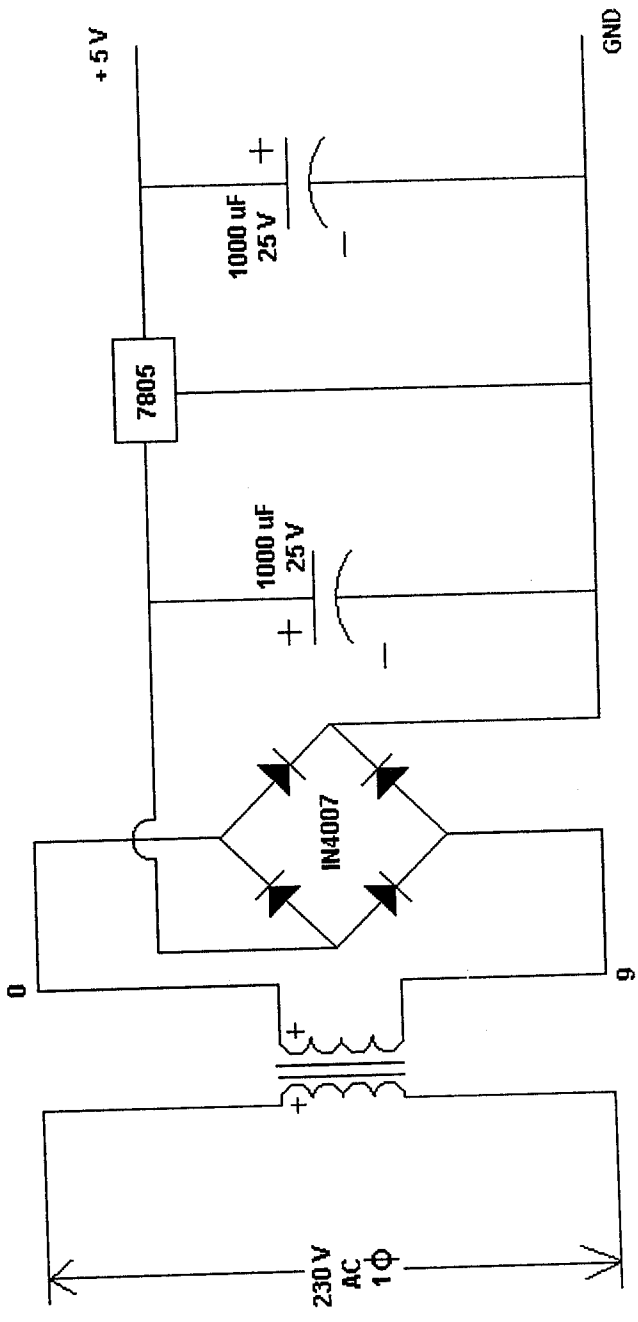 230 V
AC
1 Φ
0
9
+
+
IN4007
1000 uF
25 V
+
−
7805
1000 uF
25 V
+
−
+ 5 V
GND